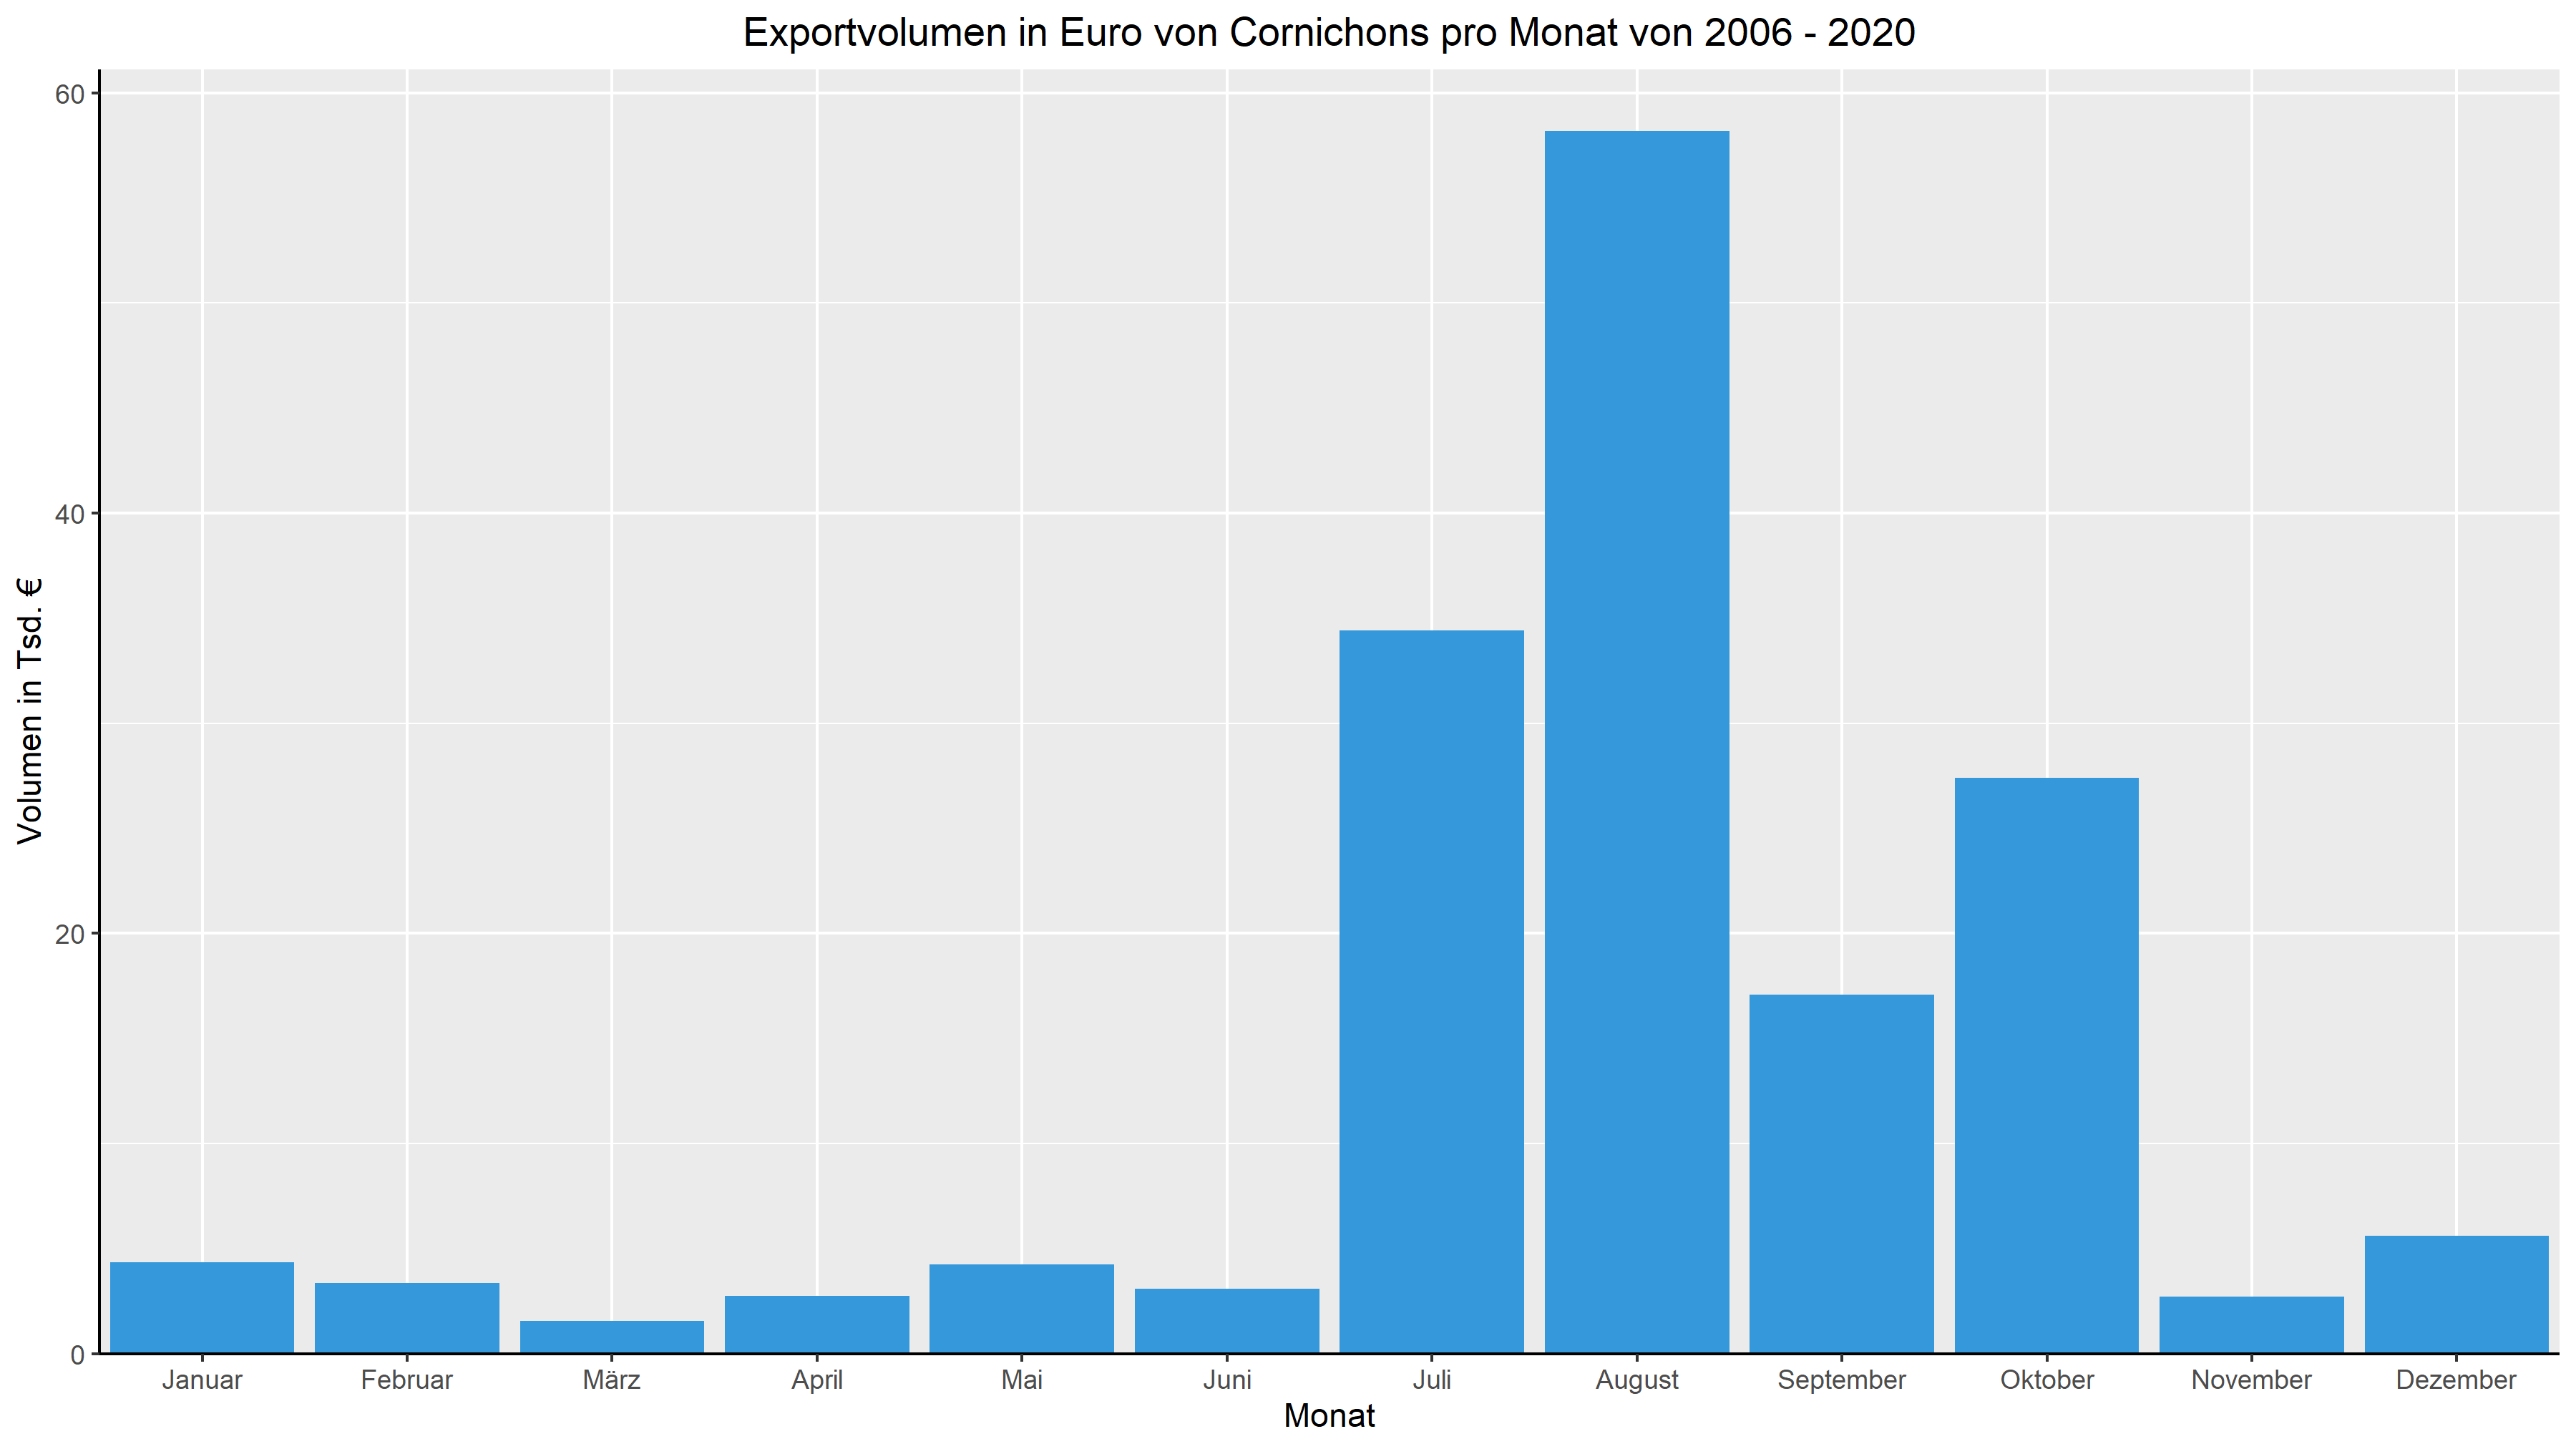 Exportvolumen in Euro von Cornichons pro Monat von 2006 - 2020
Volumen in Tsd. €
60
40
20
0
Januar Februar März April Mai Juni Juli August September Oktober November Dezember
Monat